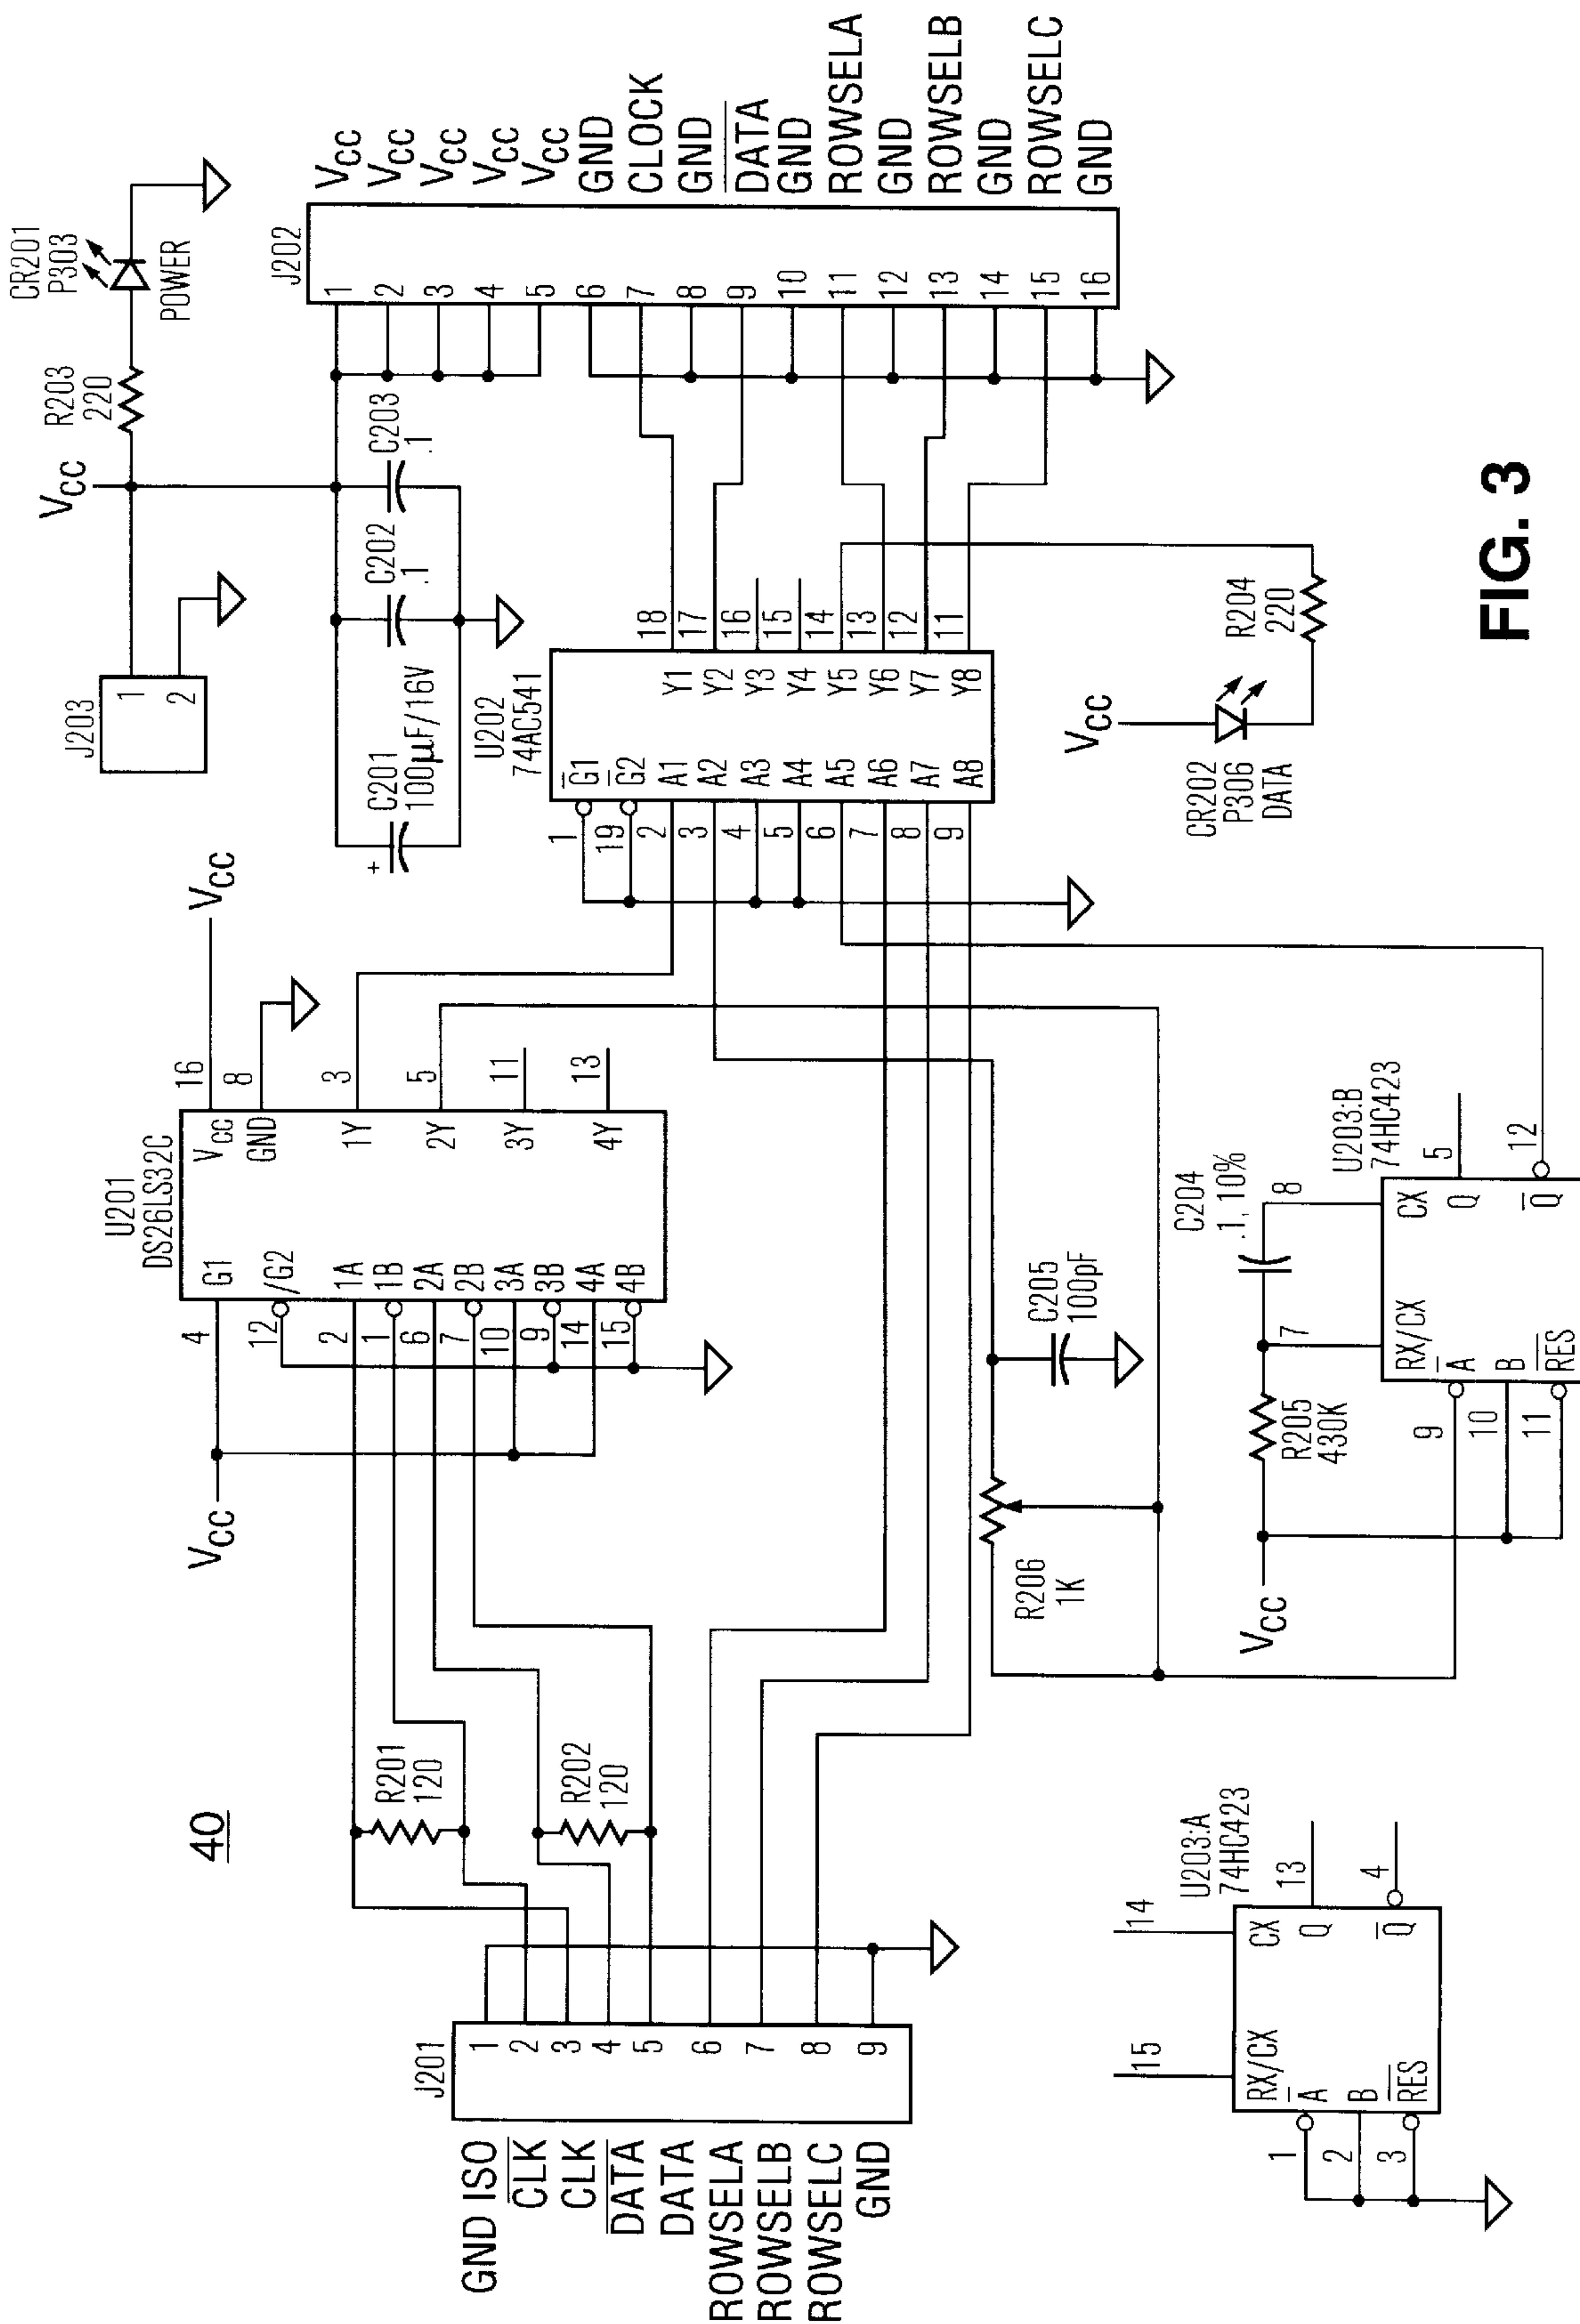 40
J201
GND ISO 1
C̅L̅K̅ 2
CLK 3
D̅A̅T̅A̅ 4
DATA 5
ROWSELA 6
ROWSELB 7
ROWSELC 8
GND 9
R201
120
R202
120
VCC
U201
DS26LS32C
4 G1
12 /G2
2 1A
1 1B
6 2A
7 2B
10 3A
9 3B
14 4A
15 4B
VCC 16
GND 8
1Y 3
2Y 5
3Y 11
4Y 13
VCC
J203
1
2
VCC
R203
220
CR201
P303
POWER
C201
100µF/16V
+
C202
.1
C203
.1
U202
74AC541
1 G̅1
19 G̅2
2 A1
3 A2
4 A3
5 A4
6 A5
7 A6
8 A7
9 A8
Y1 18
Y2 17
Y3 16
Y4 15
Y5 14
Y6 13
Y7 12
Y8 11
J202
1 VCC
2 VCC
3 VCC
4 VCC
5 VCC
6 GND
7 CLOCK
8 GND
9 D̅A̅T̅A̅
10 GND
11 ROWSELA
12 GND
13 ROWSELB
14 GND
15 ROWSELC
16 GND
R206
1K
C205
100pF
VCC
CR202
P306
DATA
R204
220
U203:A
74HC423
15
14
RX/CX
CX
1 A̅
2 B
3 R̅E̅S̅
Q 13
Q̅ 4
VCC
R205
430K
C204
.1, 10%
7
8
U203:B
74HC423
RX/CX
CX
9 A̅
10 B
11 R̅E̅S̅
Q 5
Q̅ 12
FIG. 3